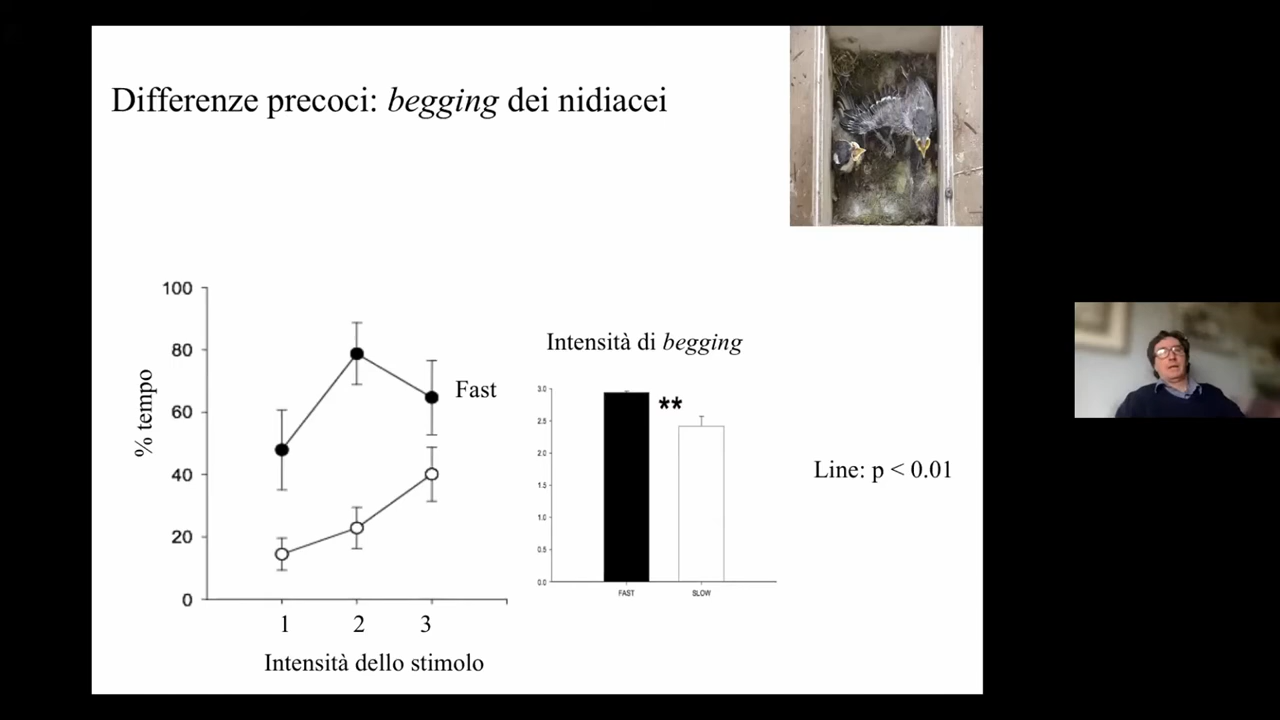 Differenze precoci: begging dei nidiacei
100
80
60
40
20
0
% tempo
Fast
1 2 3
Intensità dello stimolo
Intensità di begging
3.0
2.5
2.0
1.5
1.0
0.5
0.0
**
FAST SLOW
Line: p < 0.01